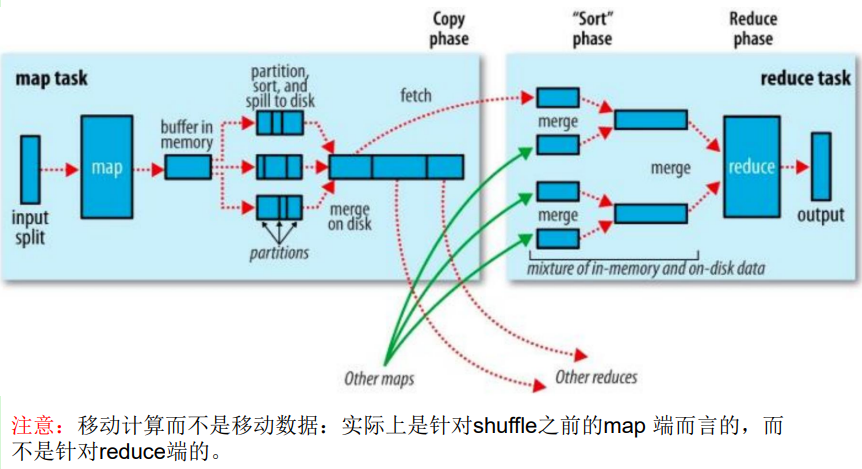 Copy
phase
“Sort”
phase
Reduce
phase
map task
partition,
sort, and
spill to disk
fetch
reduce task
buffer in
memory
merge
map
merge
reduce
input
split
merge
on disk
merge
output
partitions
mixture of in-memory and on-disk data
Other maps
Other reduces
注意：移动计算而不是移动数据：实际上是针对shuffle之前的map 端而言的，而
不是针对reduce端的。